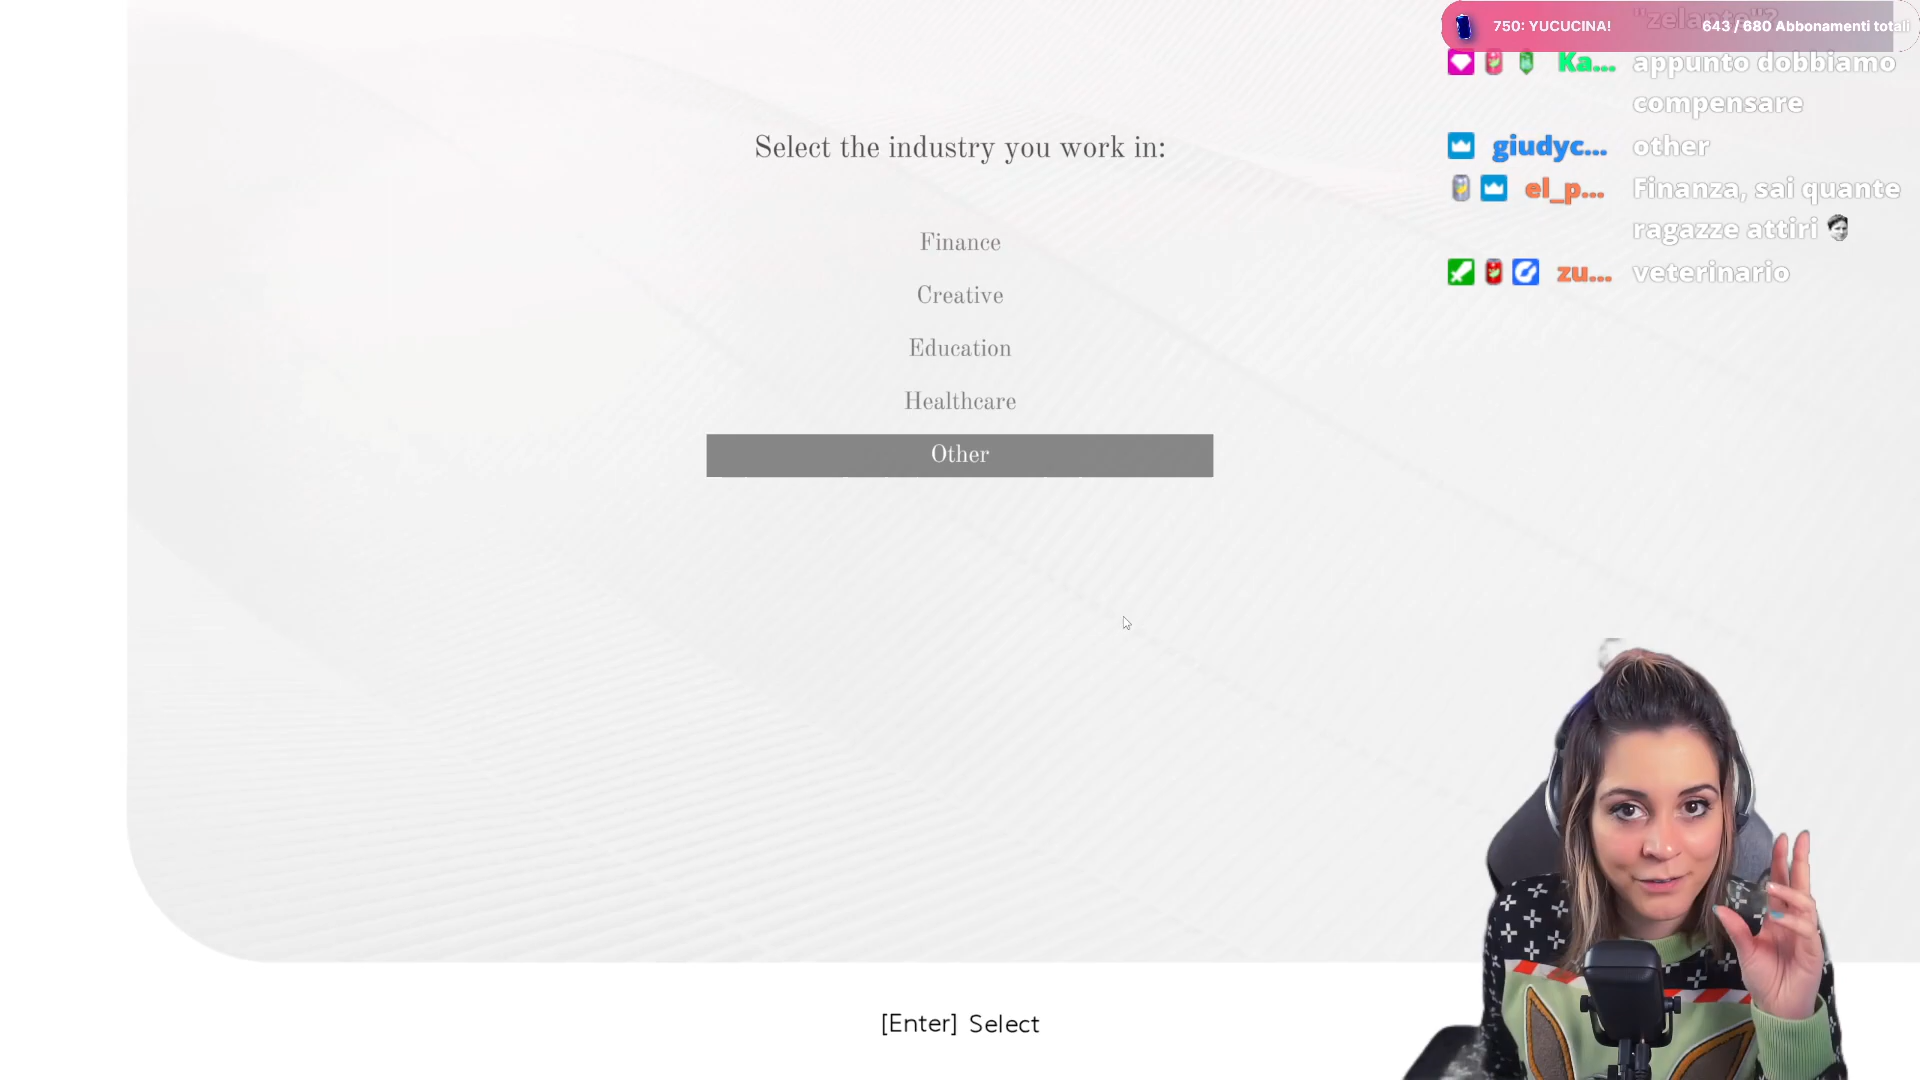 Select the industry you work in:
Finance
Creative
Education
Healthcare
Other
[Enter] Select
750: YUCUCINA!
643 / 680 Abbonamenti totali
"zelante"?
Ka... appunto dobbiamo
compensare
giudyc... other
el_p... Finanza, sai quante
ragazze attiri
zu... veterinario